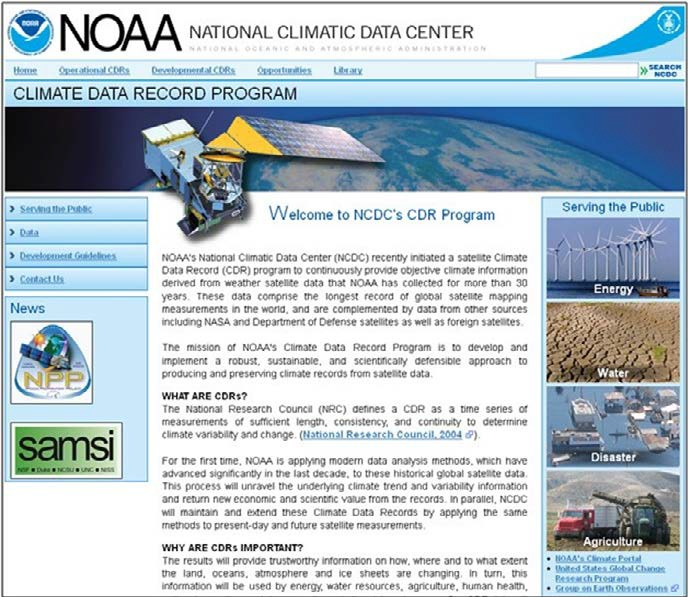 NOAA NATIONAL CLIMATIC DATA CENTER
NATIONAL OCEANIC AND ATMOSPHERIC ADMINISTRATION
Home Operational CDRs Developmental CDRs Opportunities Library
SEARCH
NCDC
CLIMATE DATA RECORD PROGRAM
Serving the Public
Data
Development Guidelines
Contact Us
News
NPP
samsi
NSF Duke NCSU UNC NISS
Welcome to NCDC's CDR Program
NOAA's National Climatic Data Center (NCDC) recently initiated a satellite Climate
Data Record (CDR) program to continuously provide objective climate information
derived from weather satellite data that NOAA has collected for more than 30
years. These data comprise the longest record of global satellite mapping
measurements in the world, and are complemented by data from other sources
including NASA and Department of Defense satellites as well as foreign satellites.
The mission of NOAA's Climate Data Record Program is to develop and
implement a robust, sustainable, and scientifically defensible approach to
producing and preserving climate records from satellite data.
WHAT ARE CDRs?
The National Research Council (NRC) defines a CDR as a time series of
measurements of sufficient length, consistency, and continuity to determine
climate variability and change. (National Research Council, 2004 ).
For the first time, NOAA is applying modern data analysis methods, which have
advanced significantly in the last decade, to these historical global satellite data.
This process will unravel the underlying climate trend and variability information
and return new economic and scientific value from the records. In parallel, NCDC
will maintain and extend these Climate Data Records by applying the same
methods to present-day and future satellite measurements.
WHY ARE CDRs IMPORTANT?
The results will provide trustworthy information on how, where and to what extent
the land, oceans, atmosphere and ice sheets are changing. In turn, this
information will be used by energy, water resources, agriculture, human health,
Serving the Public
Energy
Water
Disaster
Agriculture
NOAA's Climate Portal
United States Global Change
Research Program
Group on Earth Observations